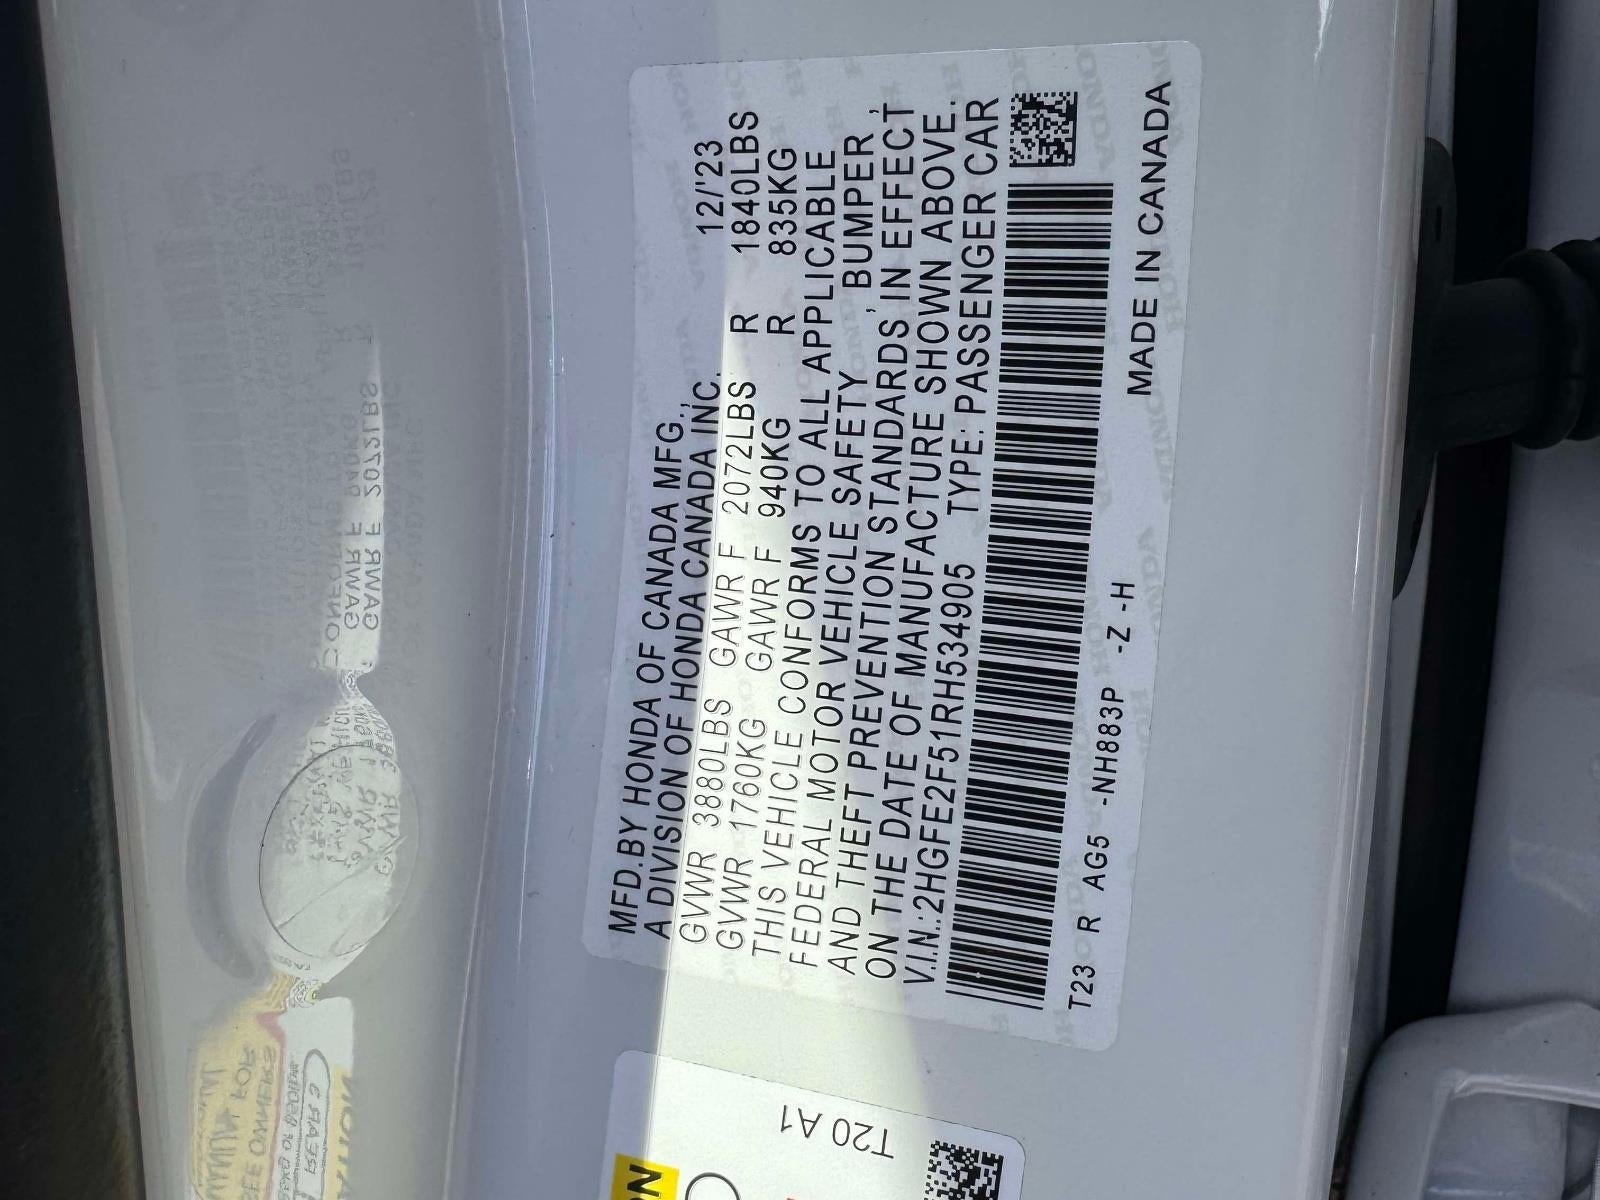 MFD. BY HONDA OF CANADA MFG.,
A DIVISION OF HONDA CANADA INC. 12/'23
GVWR 3880LBS GAWR F 2072LBS R 1840LBS
GVWR 1760KG GAWR F 940KG R 835KG
THIS VEHICLE CONFORMS TO ALL APPLICABLE
FEDERAL MOTOR VEHICLE SAFETY , BUMPER ,
AND THEFT PREVENTION STANDARDS, IN EFFECT
ON THE DATE OF MANUFACTURE SHOWN ABOVE.
V.I.N.:2HGFE2F51RH534905 TYPE: PASSENGER CAR
T23 R AG5 -NH883P -Z -H
MADE IN CANADA
T20 A1